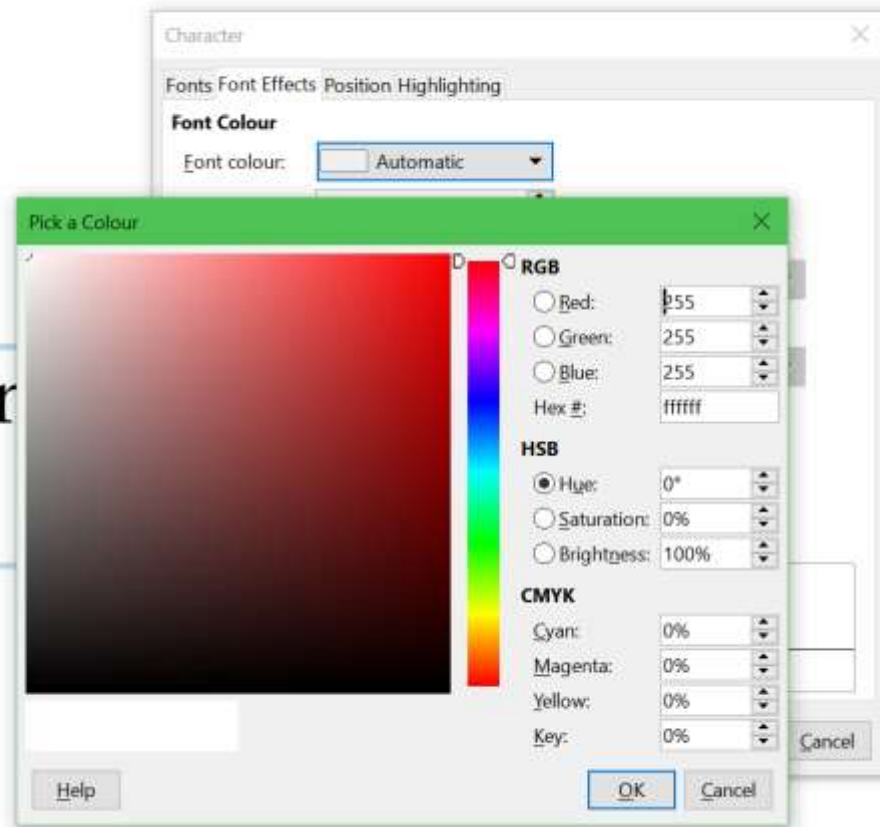 Character
Fonts Font Effects Position Highlighting
Font Colour
Font colour: Automatic
Pick a Colour
RGB
Red: 255
Green: 255
Blue: 255
Hex #: ffffff
HSB
Hue: 0°
Saturation: 0%
Brightness: 100%
CMYK
Cyan: 0%
Magenta: 0%
Yellow: 0%
Key: 0%
Cancel
Help OK Cancel
r